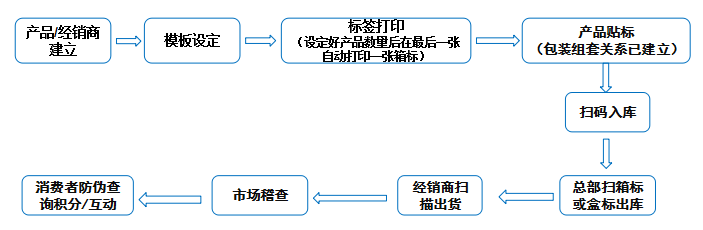 产品/经销商
建立
模板设定
标签打印
（设定好产品数量后在最后一张
自动打印一张箱标）
产品贴标
（包装组套关系已建立）
扫码入库
总部扫箱标
或盒标出库
经销商扫
描出货
市场稽查
消费者防伪查
询积分/互动